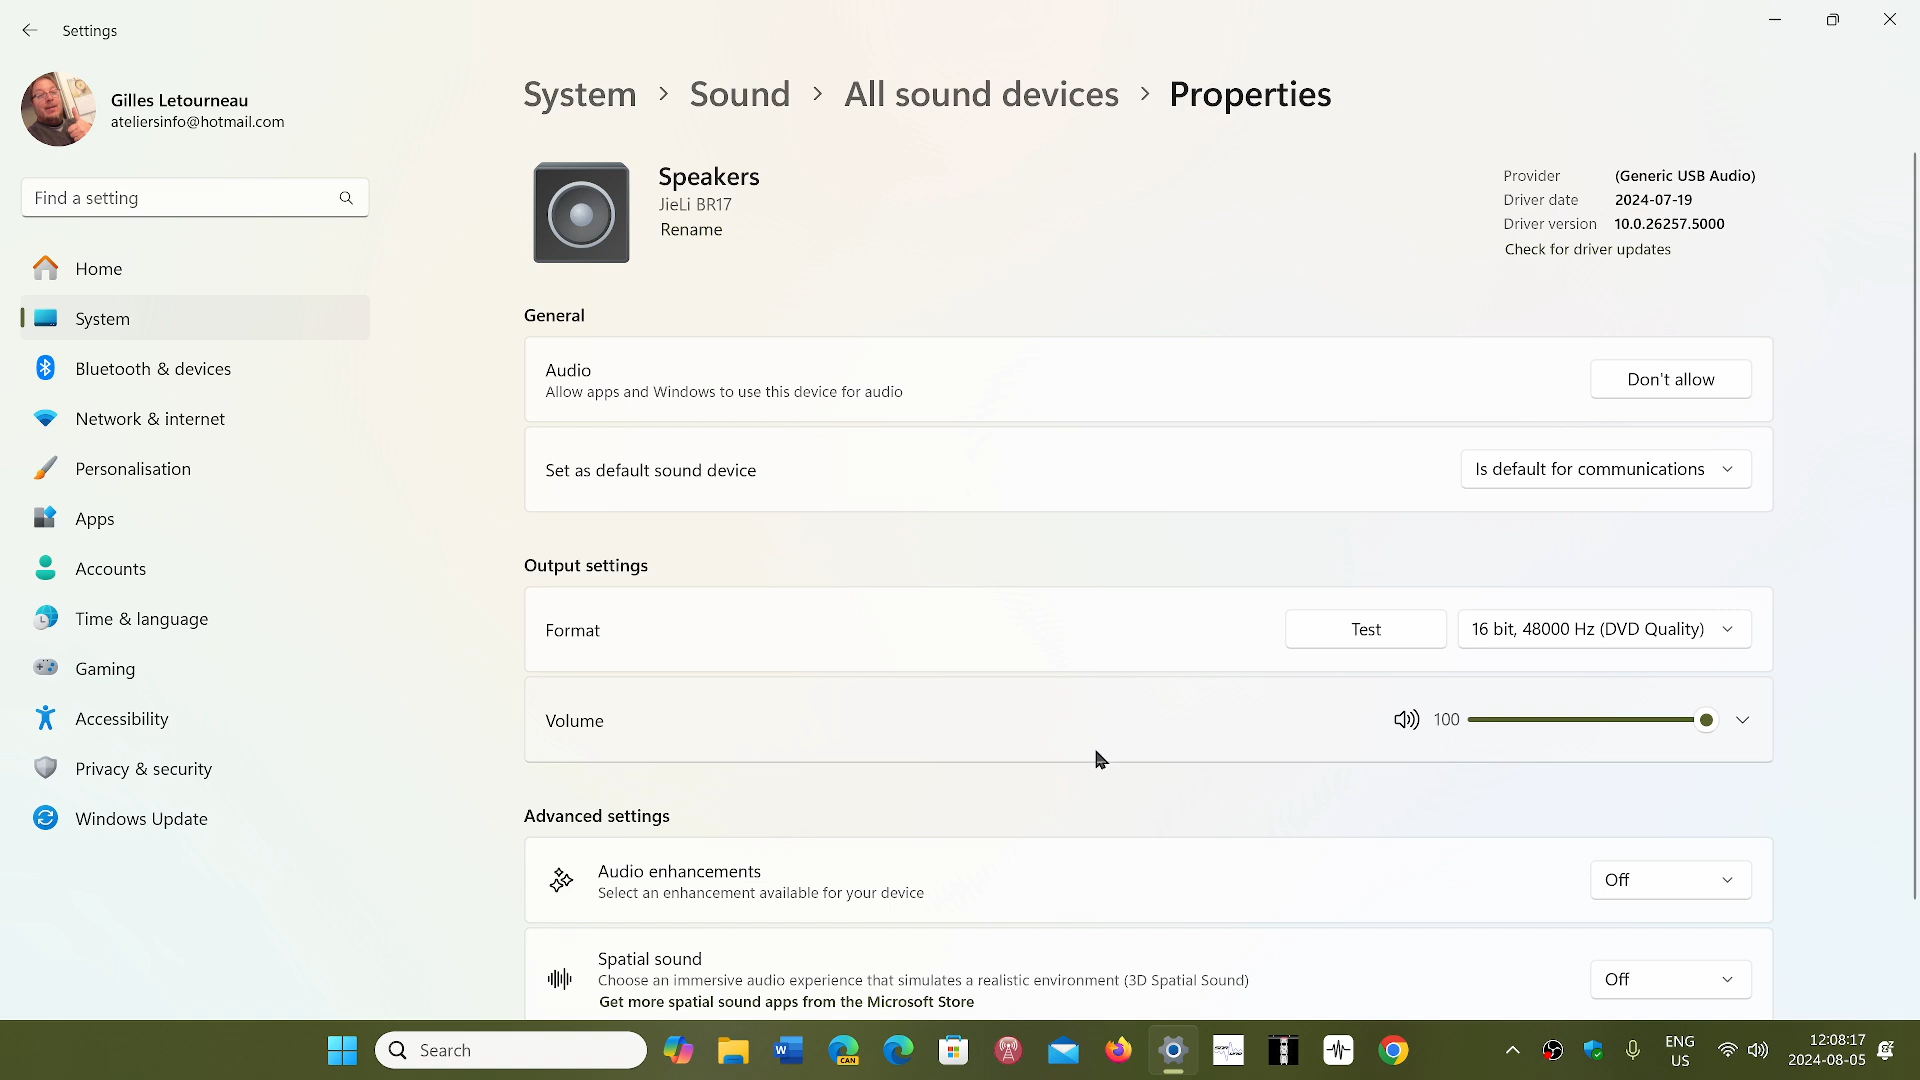 Settings
Gilles Letourneau
ateliersinfo@hotmail.com
Find a setting
Home
System
Bluetooth & devices
Network & internet
Personalisation
Apps
Accounts
Time & language
Gaming
Accessibility
Privacy & security
Windows Update
System > Sound > All sound devices > Properties
Speakers
JieLi BR17
Rename
Provider (Generic USB Audio)
Driver date 2024-07-19
Driver version 10.0.26257.5000
Check for driver updates
General
Audio
Allow apps and Windows to use this device for audio
Don't allow
Set as default sound device
Is default for communications
Output settings
Format
Test
16 bit, 48000 Hz (DVD Quality)
Volume
100
Advanced settings
Audio enhancements
Select an enhancement available for your device
Off
Spatial sound
Choose an immersive audio experience that simulates a realistic environment (3D Spatial Sound)
Get more spatial sound apps from the Microsoft Store
Off
Search
W
CAN
ENG
US
12:08:17
2024-08-05